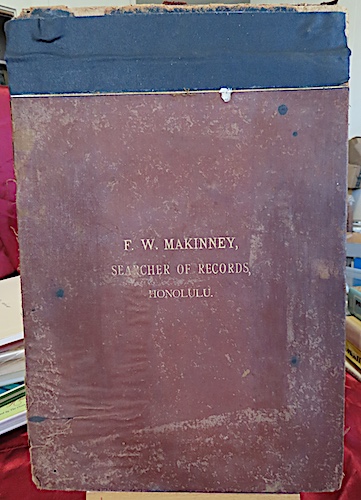 F. W. MAKINNEY,
SEARCHER OF RECORDS,
HONOLULU.